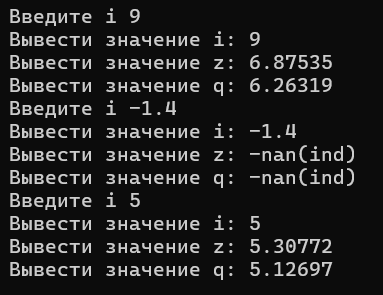 Введите i 9
Вывести значение i: 9
Вывести значение z: 6.87535
Вывести значение q: 6.26319
Введите i -1.4
Вывести значение i: -1.4
Вывести значение z: -nan(ind)
Вывести значение q: -nan(ind)
Введите i 5
Вывести значение i: 5
Вывести значение z: 5.30772
Вывести значение q: 5.12697